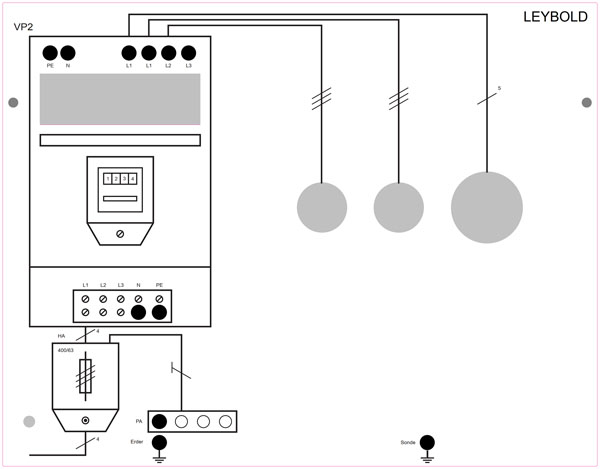 LEYBOLD
VP2
PE N L1 L1 L2 L3
5
1 2 3 4
L1 L2 L3 N PE
HA 4
400/63
PA
Erder
Sonde
4